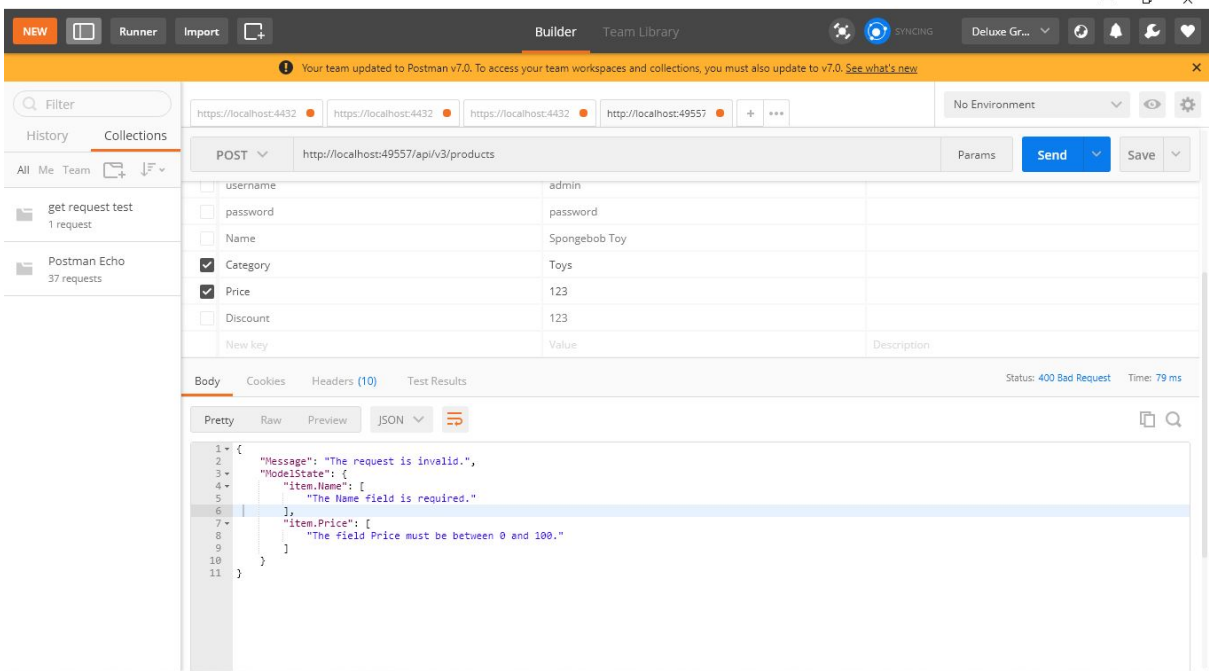 NEW Runner Import Builder Team Library SYNCING Deluxe Gr...
Your team updated to Postman v7.0. To access your team workspaces and collections, you must also update to v7.0. See what's new
Filter
History Collections
All Me Team
get request test
1 request
Postman Echo
37 requests
https://localhost:4432 https://localhost:4432 https://localhost:4432 http://localhost:49557 + ••• No Environment
POST http://localhost:49557/api/v3/products Params Send Save
username admin
password password
Name Spongebob Toy
Category Toys
Price 123
Discount 123
New key Value Description
Body Cookies Headers (10) Test Results Status: 400 Bad Request Time: 79 ms
Pretty Raw Preview JSON
1 {
2 "Message": "The request is invalid.",
3 "ModelState": {
4 "item.Name": [
5 "The Name field is required."
6 ],
7 "item.Price": [
8 "The field Price must be between 0 and 100."
9 ]
10 }
11 }